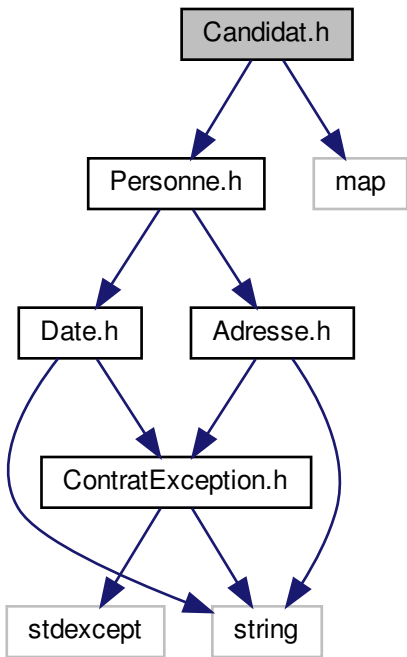 Candidat.h
Personne.h
map
Date.h
Adresse.h
ContratException.h
stdexcept
string